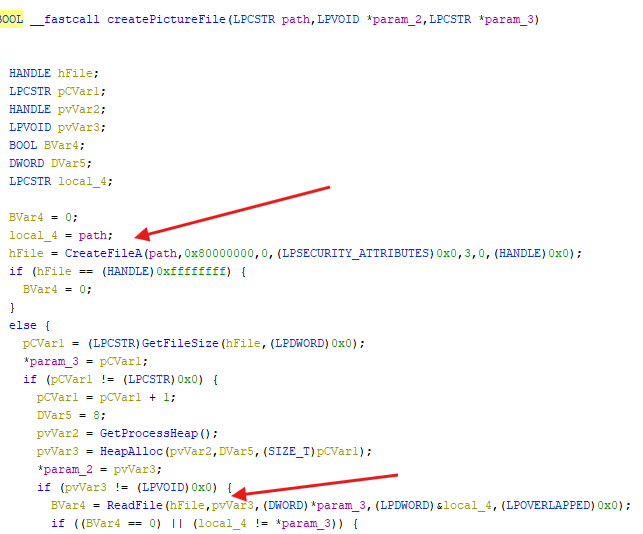 BOOL __fastcall createPictureFile(LPCSTR path,LPVOID *param_2,LPCSTR *param_3)
HANDLE hFile;
LPCSTR pCVar1;
HANDLE pvVar2;
LPVOID pvVar3;
BOOL BVar4;
DWORD DVar5;
LPCSTR local_4;
BVar4 = 0;
local_4 = path;
hFile = CreateFileA(path,0x80000000,0,(LPSECURITY_ATTRIBUTES)0x0,3,0,(HANDLE)0x0);
if (hFile == (HANDLE)0xffffffff) {
BVar4 = 0;
}
else {
pCVar1 = (LPCSTR)GetFileSize(hFile,(LPDWORD)0x0);
*param_3 = pCVar1;
if (pCVar1 != (LPCSTR)0x0) {
pCVar1 = pCVar1 + 1;
DVar5 = 8;
pvVar2 = GetProcessHeap();
pvVar3 = HeapAlloc(pvVar2,DVar5,(SIZE_T)pCVar1);
*param_2 = pvVar3;
if (pvVar3 != (LPVOID)0x0) {
BVar4 = ReadFile(hFile,pvVar3,(DWORD)*param_3,(LPDWORD)&local_4,(LPOVERLAPPED)0x0);
if ((BVar4 == 0) || (local_4 != *param_3)) {